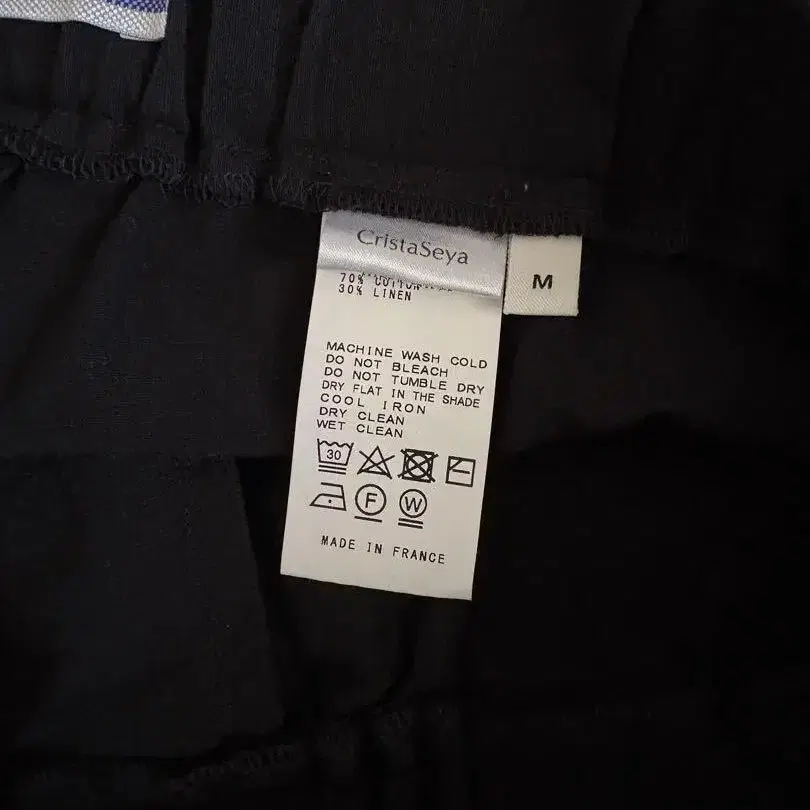 CristaSeya
M
70% COTTON
30% LINEN
MACHINE WASH COLD
DO NOT BLEACH
DO NOT TUMBLE DRY
DRY FLAT IN THE SHADE
COOL IRON
DRY CLEAN
WET CLEAN
30
F
W
MADE IN FRANCE